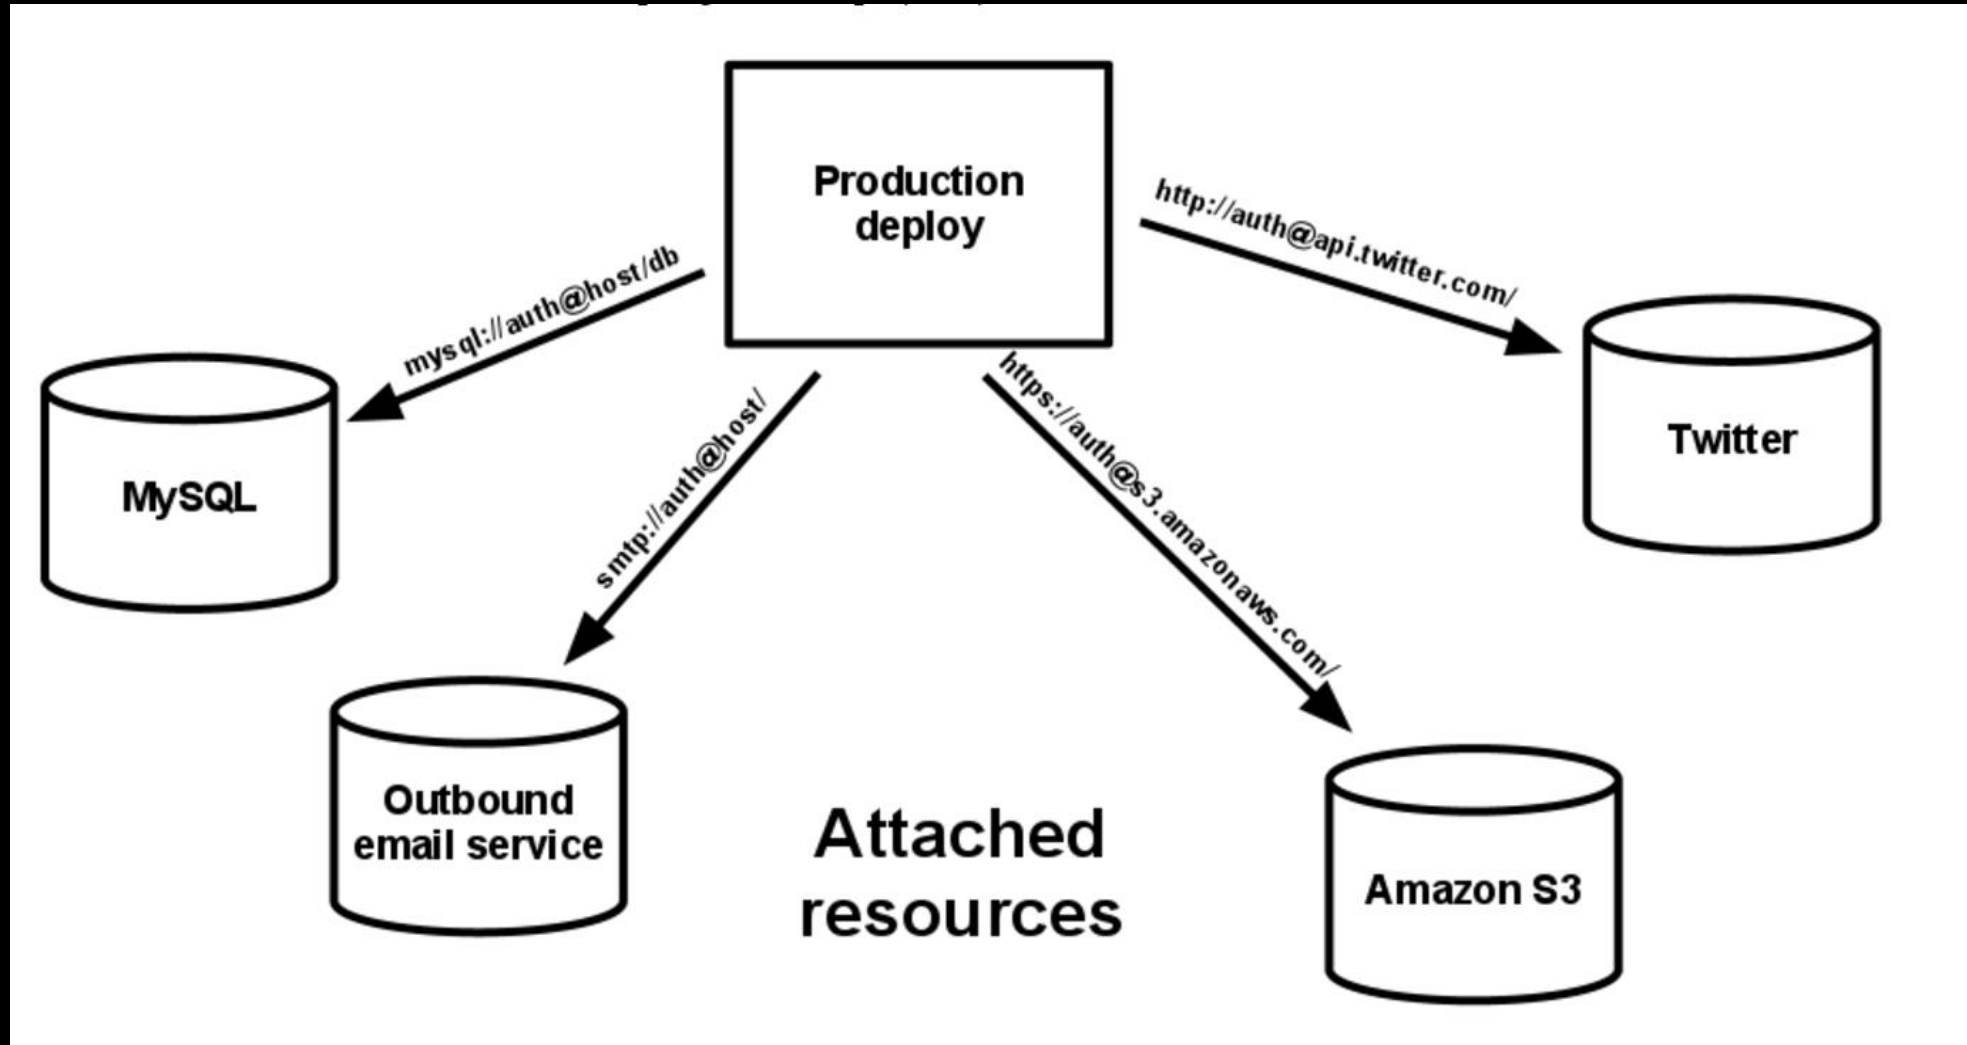 Production
deploy
http://auth@api.twitter.com/
mysql://auth@host/db
https://auth@s3.amazonaws.com/
smtp://auth@host/
Twitter
MySQL
Outbound
email service
Attached
resources
Amazon S3